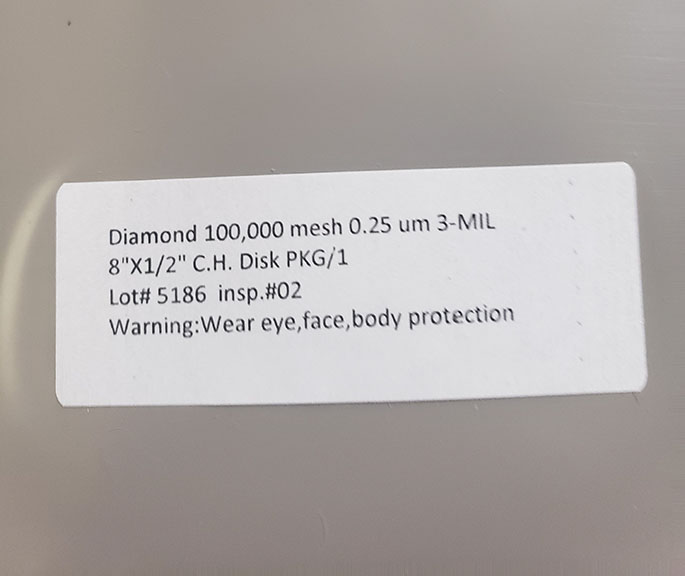 Diamond 100,000 mesh 0.25 um 3-MIL
8"X1/2" C.H. Disk PKG/1
Lot# 5186  insp.#02
Warning:Wear eye,face,body protection